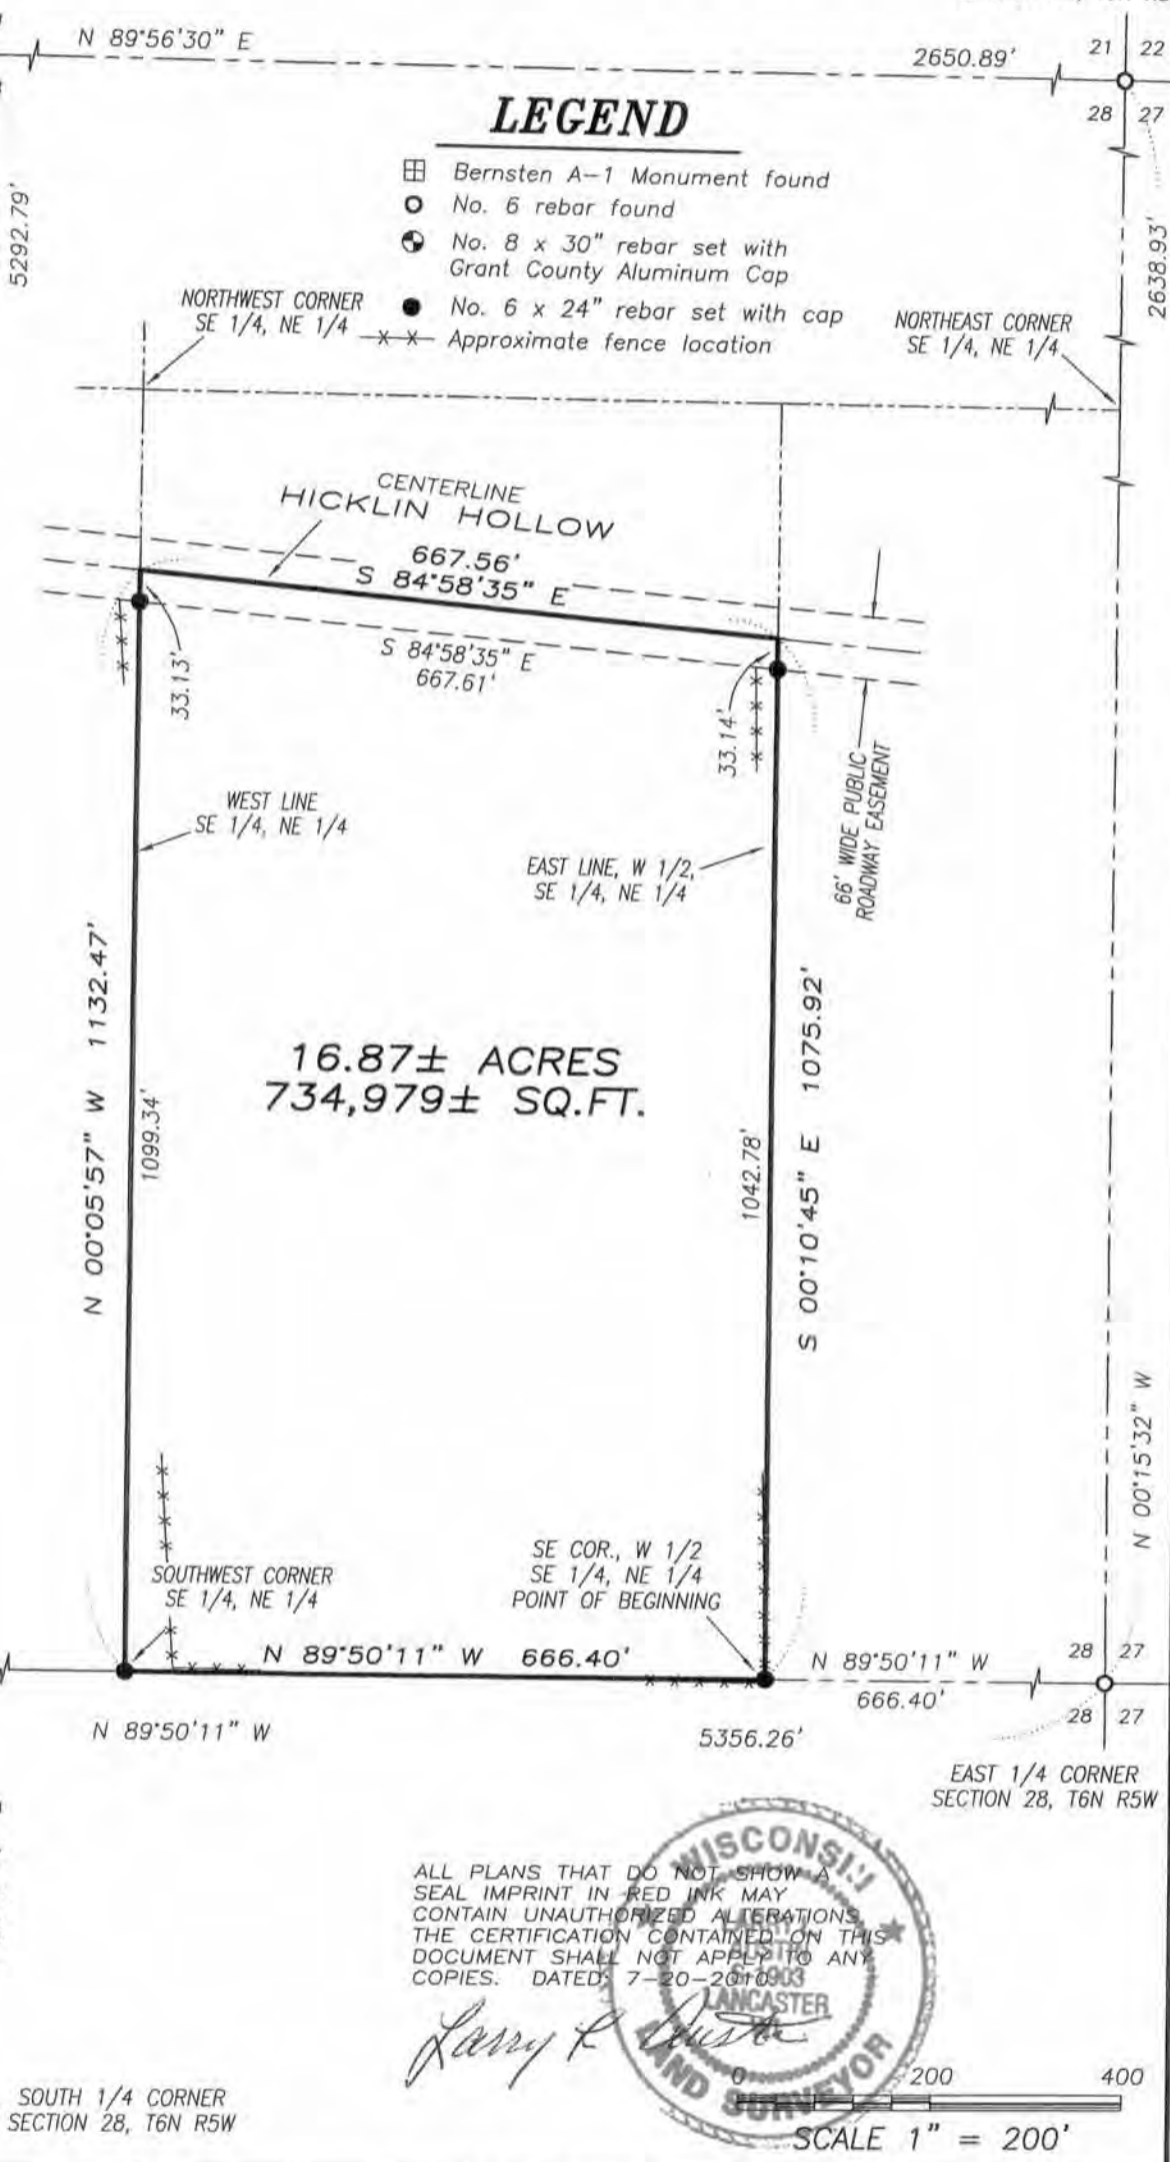 N 89°56'30" E
2650.89'
21 22
28 27
5292.79'
2638.93'
LEGEND
Bernsten A-1 Monument found
No. 6 rebar found
No. 8 x 30" rebar set with
Grant County Aluminum Cap
No. 6 x 24" rebar set with cap
Approximate fence location
NORTHWEST CORNER
SE 1/4, NE 1/4
NORTHEAST CORNER
SE 1/4, NE 1/4
CENTERLINE
HICKLIN HOLLOW
667.56'
S 84°58'35" E
S 84°58'35" E
667.61'
33.13'
33.14'
66' WIDE PUBLIC
ROADWAY EASEMENT
WEST LINE
SE 1/4, NE 1/4
EAST LINE, W 1/2,
SE 1/4, NE 1/4
N 00°05'57" W 1132.47'
1099.34'
16.87± ACRES
734,979± SQ.FT.
1042.78'
S 00°10'45" E 1075.92'
N 00°15'32" W
SOUTHWEST CORNER
SE 1/4, NE 1/4
SE COR., W 1/2
SE 1/4, NE 1/4
POINT OF BEGINNING
N 89°50'11" W 666.40'
N 89°50'11" W
666.40'
28 27
28 27
N 89°50'11" W
5356.26'
EAST 1/4 CORNER
SECTION 28, T6N R5W
ALL PLANS THAT DO NOT SHOW A
SEAL IMPRINT IN RED INK MAY
CONTAIN UNAUTHORIZED ALTERATIONS
THE CERTIFICATION CONTAINED ON THIS
DOCUMENT SHALL NOT APPLY TO ANY
COPIES. DATED: 7-20-2010
WISCONSIN
S-1903
LANCASTER
LAND SURVEYOR
Larry
SOUTH 1/4 CORNER
SECTION 28, T6N R5W
0 200 400
SCALE 1" = 200'